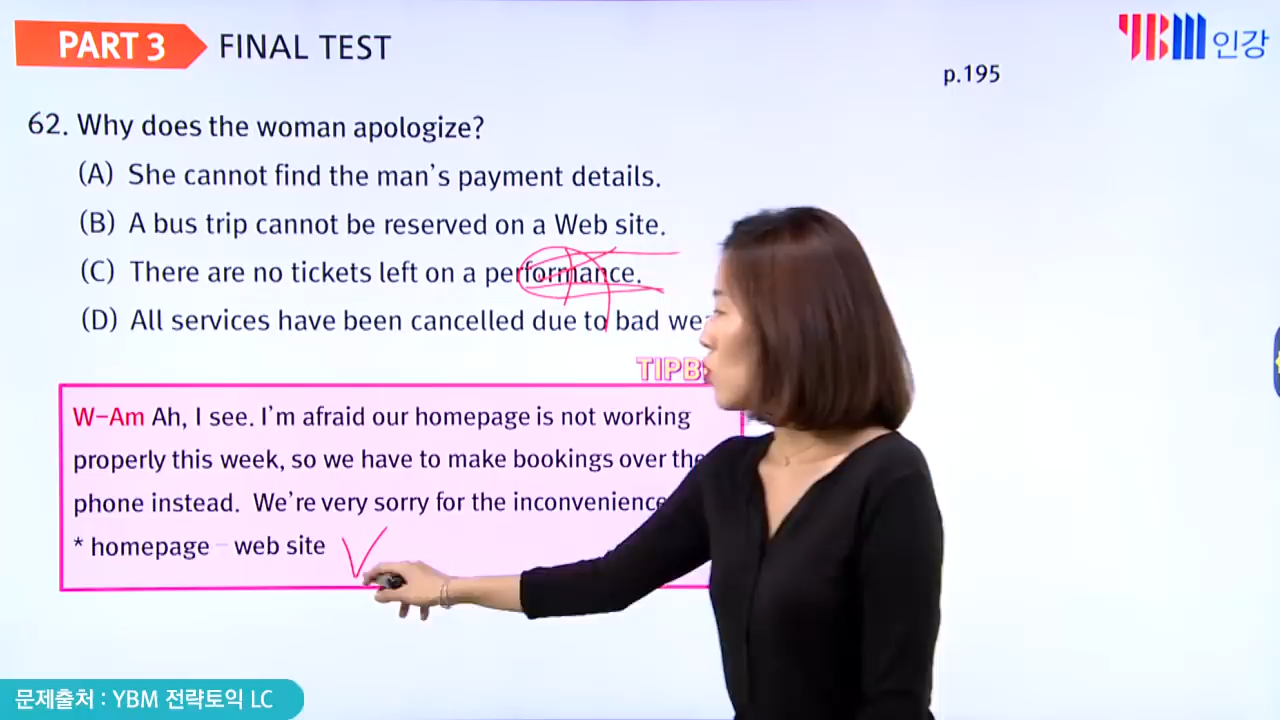 PART 3 FINAL TEST
YBM 인강
p.195
62. Why does the woman apologize?
(A) She cannot find the man's payment details.
(B) A bus trip cannot be reserved on a Web site.
(C) There are no tickets left on a performance.
(D) All services have been cancelled due to bad
W-Am Ah, I see. I'm afraid our homepage is not working
properly this week, so we have to make bookings over the
phone instead. We're very sorry for the inconvenience
* homepage – web site
문제출처 : YBM 전략토익 LC